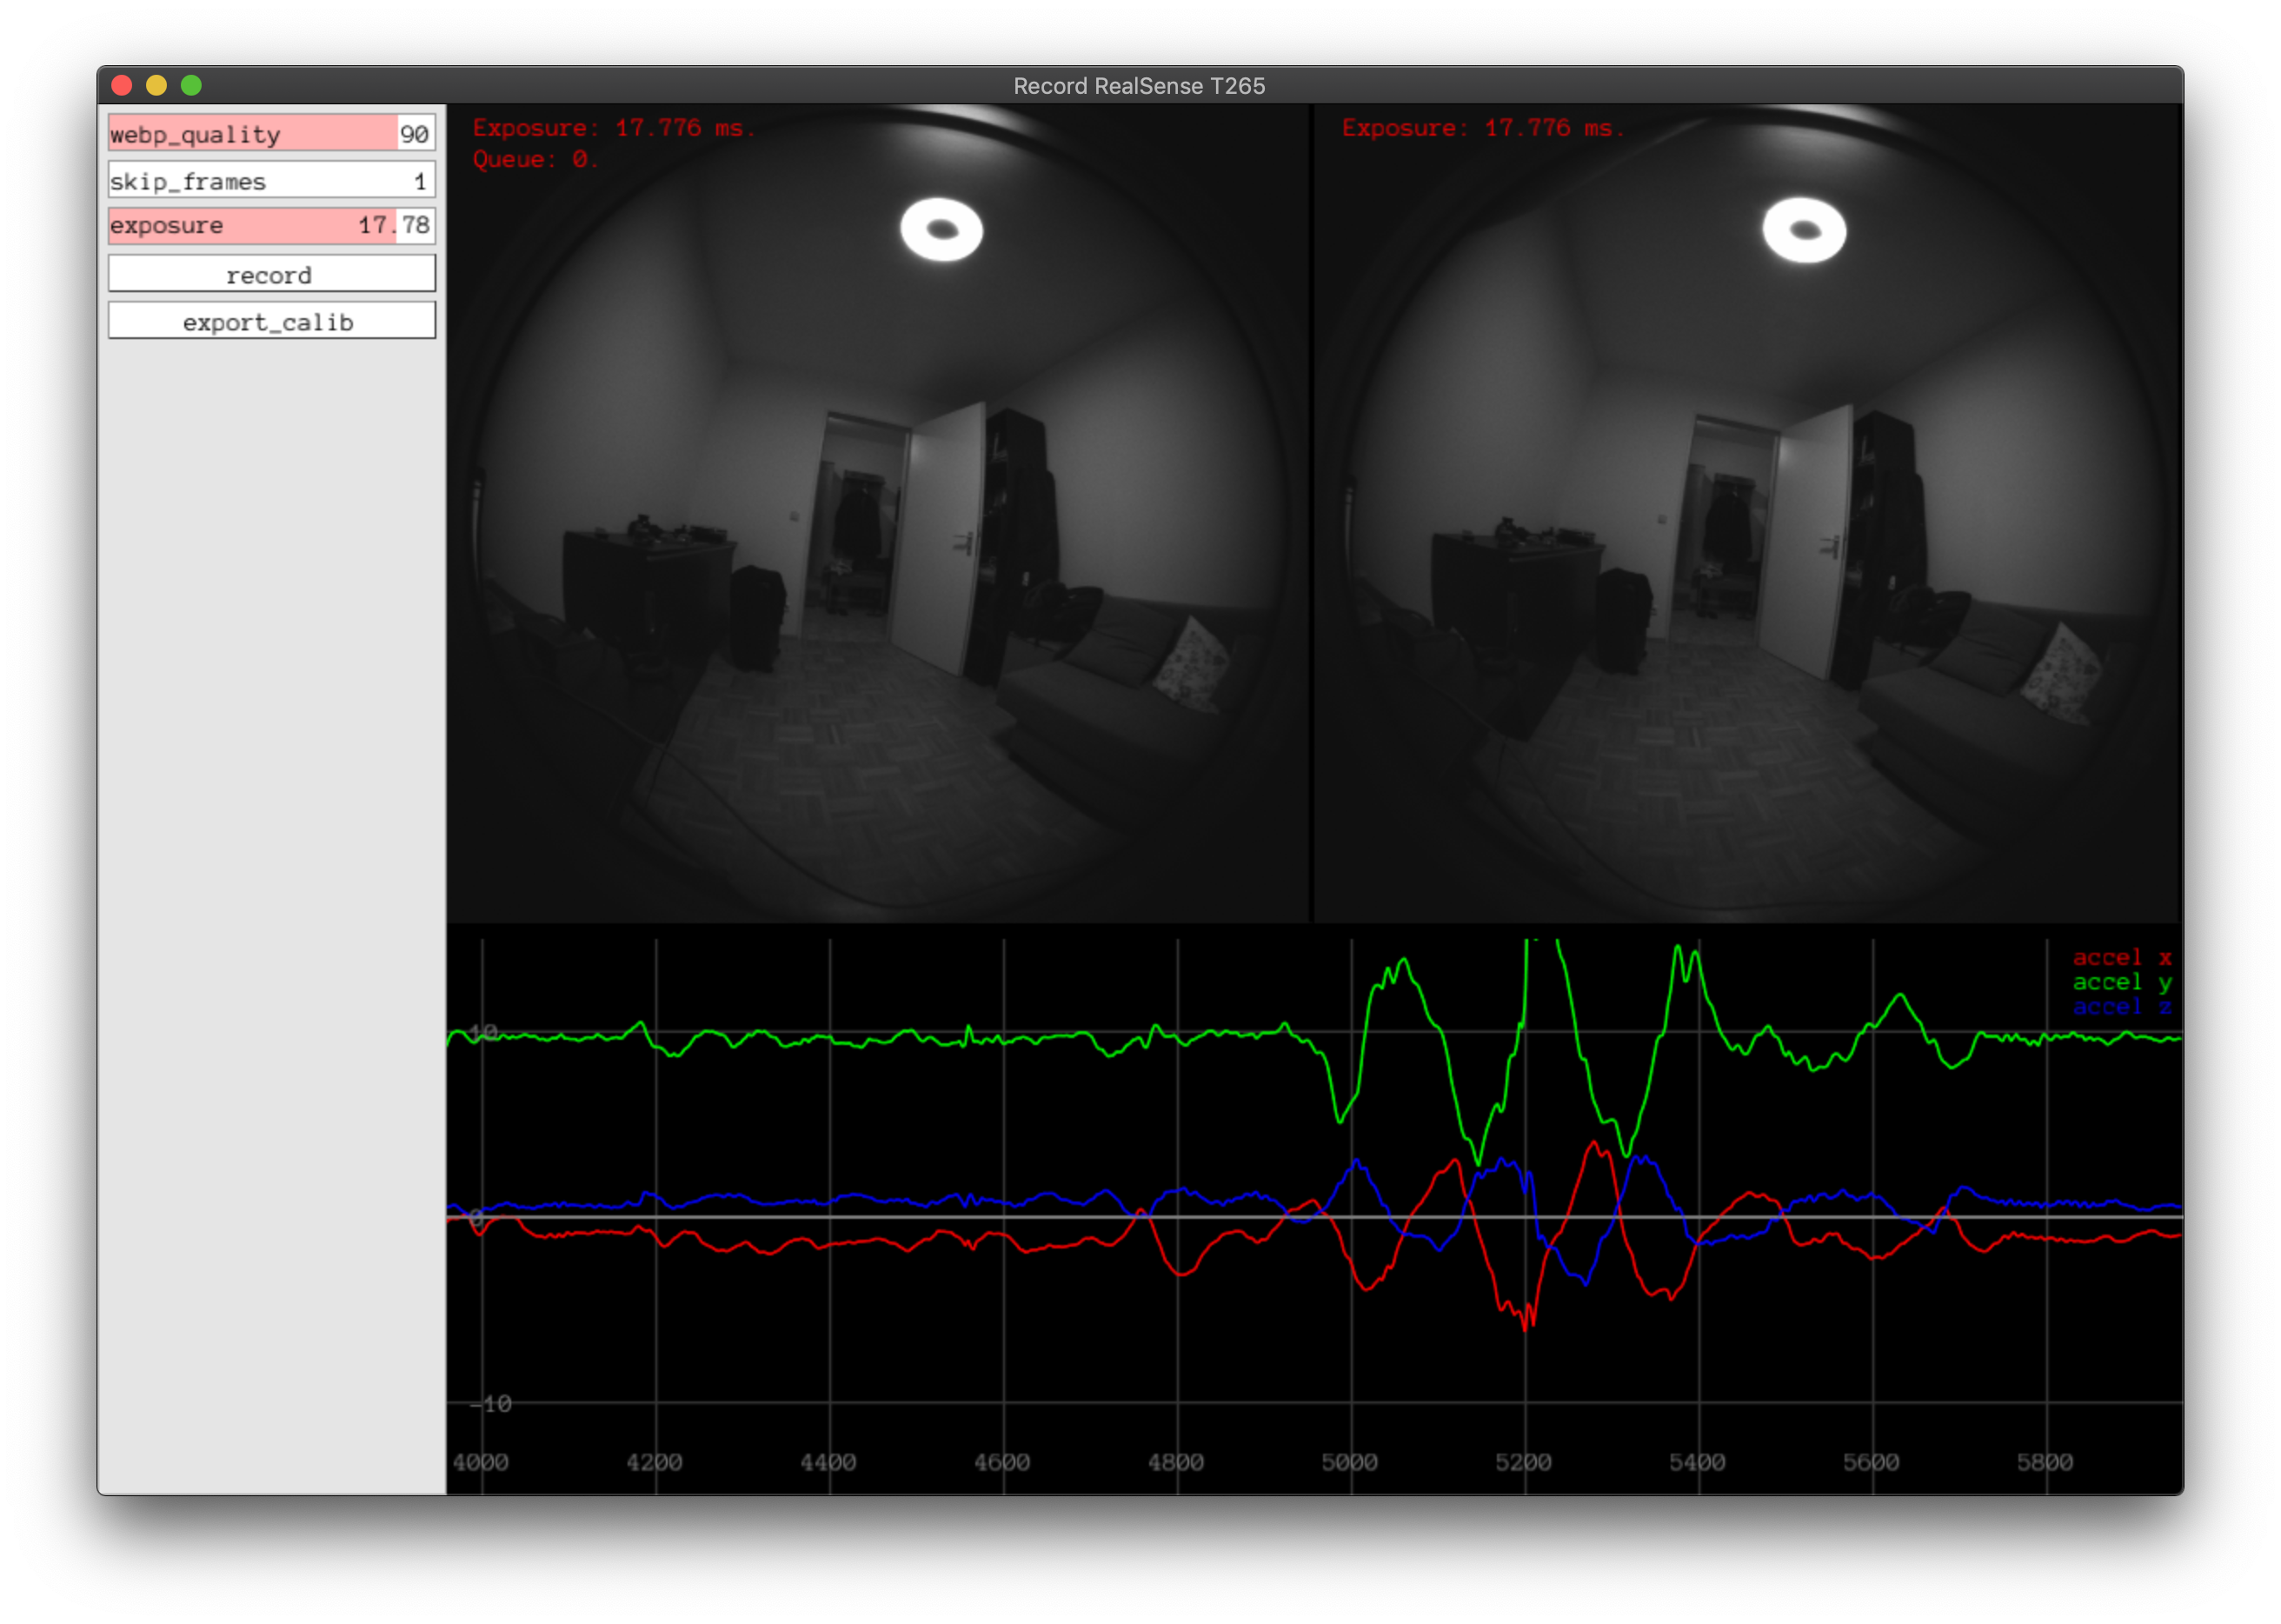 Record RealSense T265
webp_quality 90
skip_frames 1
exposure 17.78
record
export_calib
Exposure: 17.776 ms.
Queue: 0.
Exposure: 17.776 ms.
accel x
accel y
accel z
10
0
-10
4000 4200 4400 4600 4800 5000 5200 5400 5600 5800